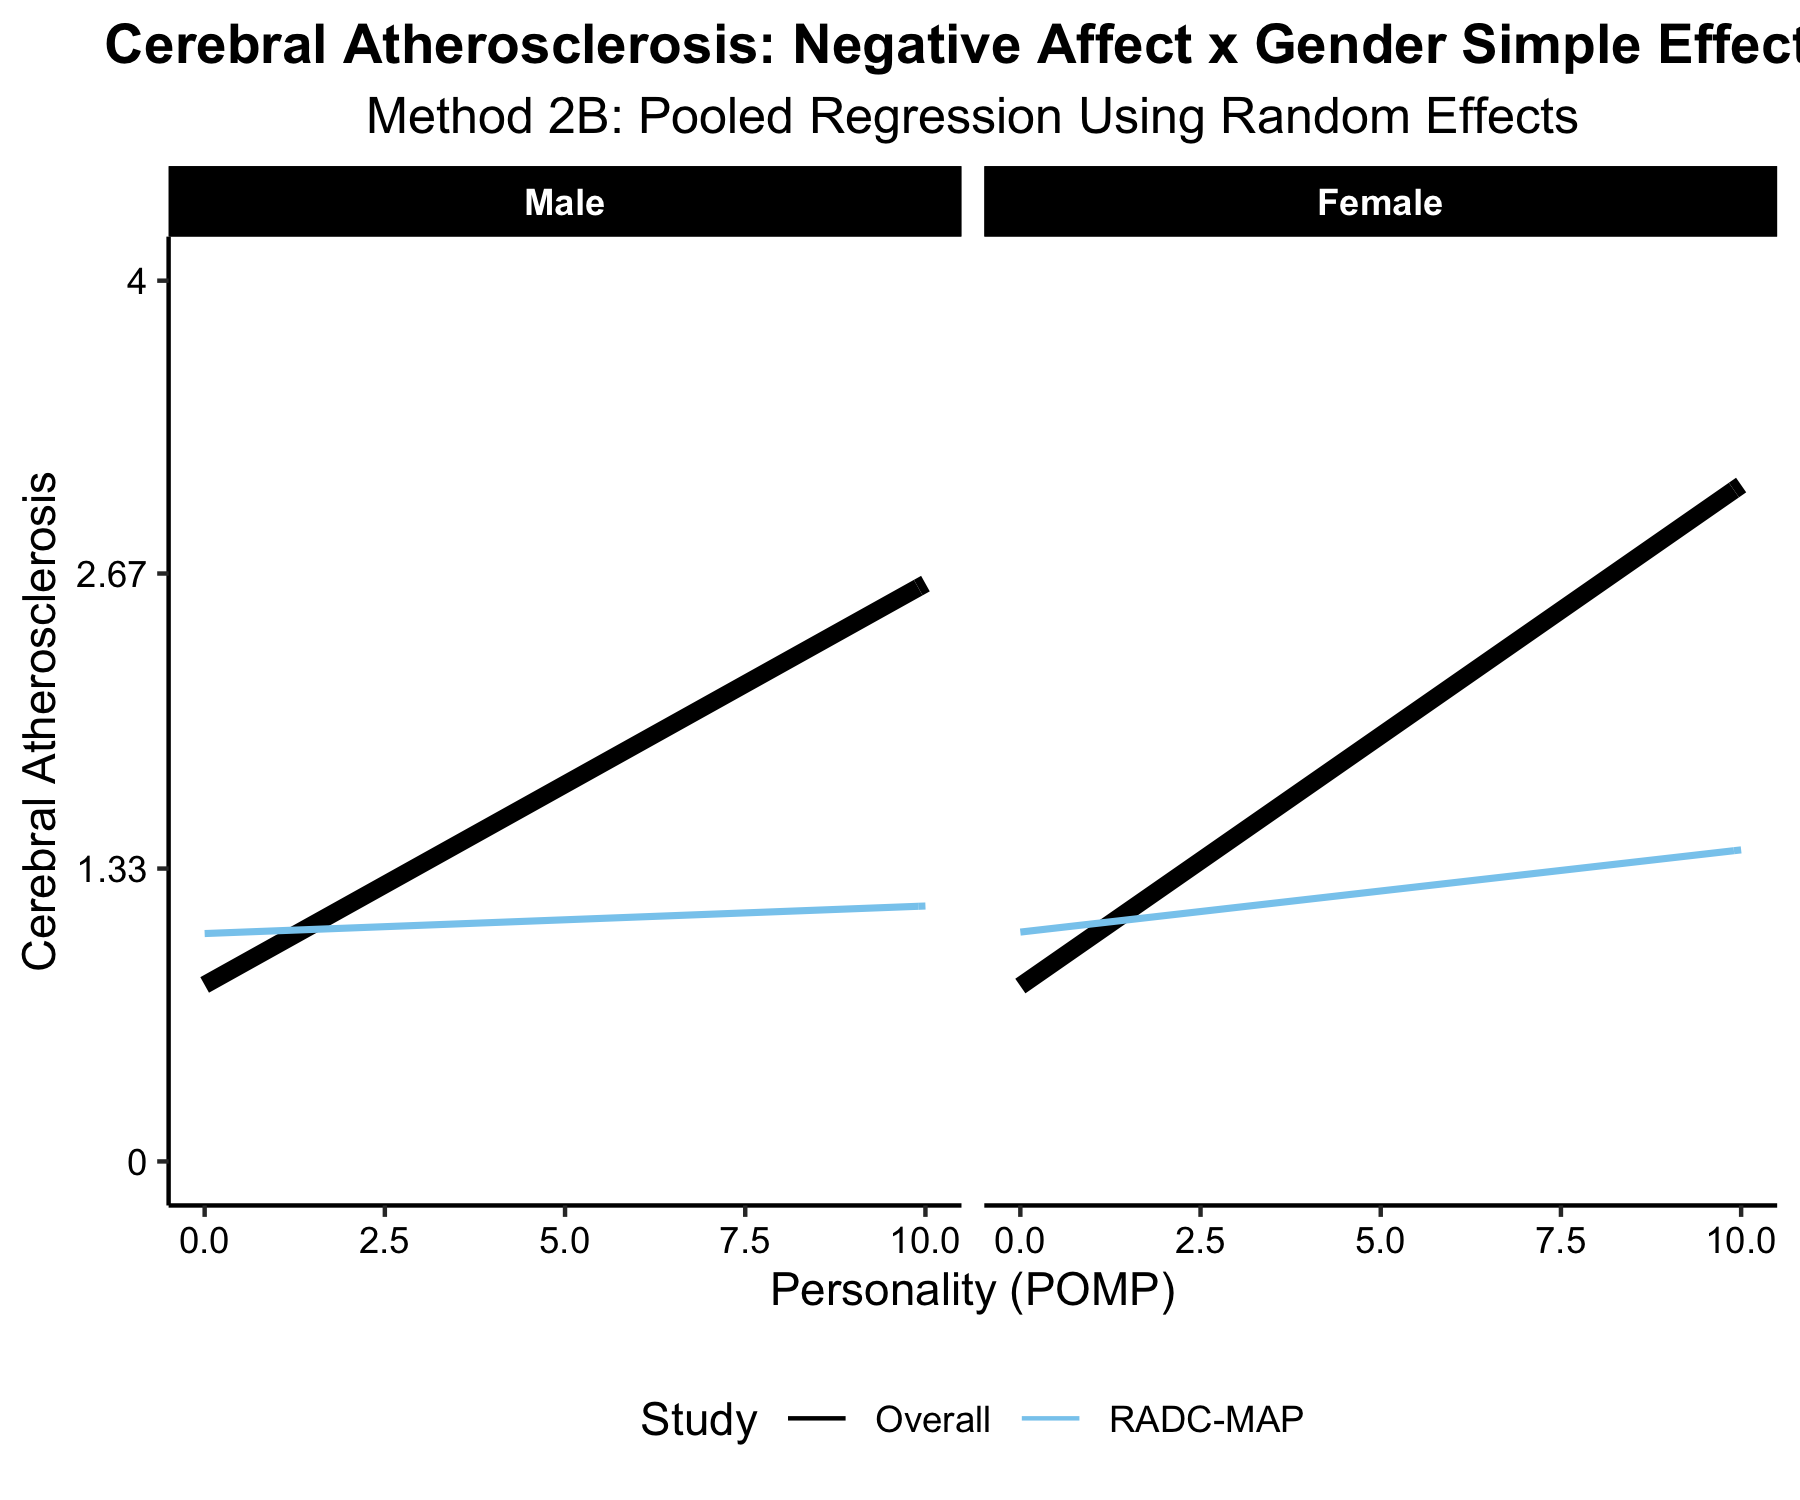 Cerebral Atherosclerosis: Negative Affect x Gender Simple Effect
Method 2B: Pooled Regression Using Random Effects
Male
Female
Cerebral Atherosclerosis
4
2.67
1.33
0
0.0 2.5 5.0 7.5 10.0 0.0 2.5 5.0 7.5 10.0
Personality (POMP)
Study Overall RADC-MAP